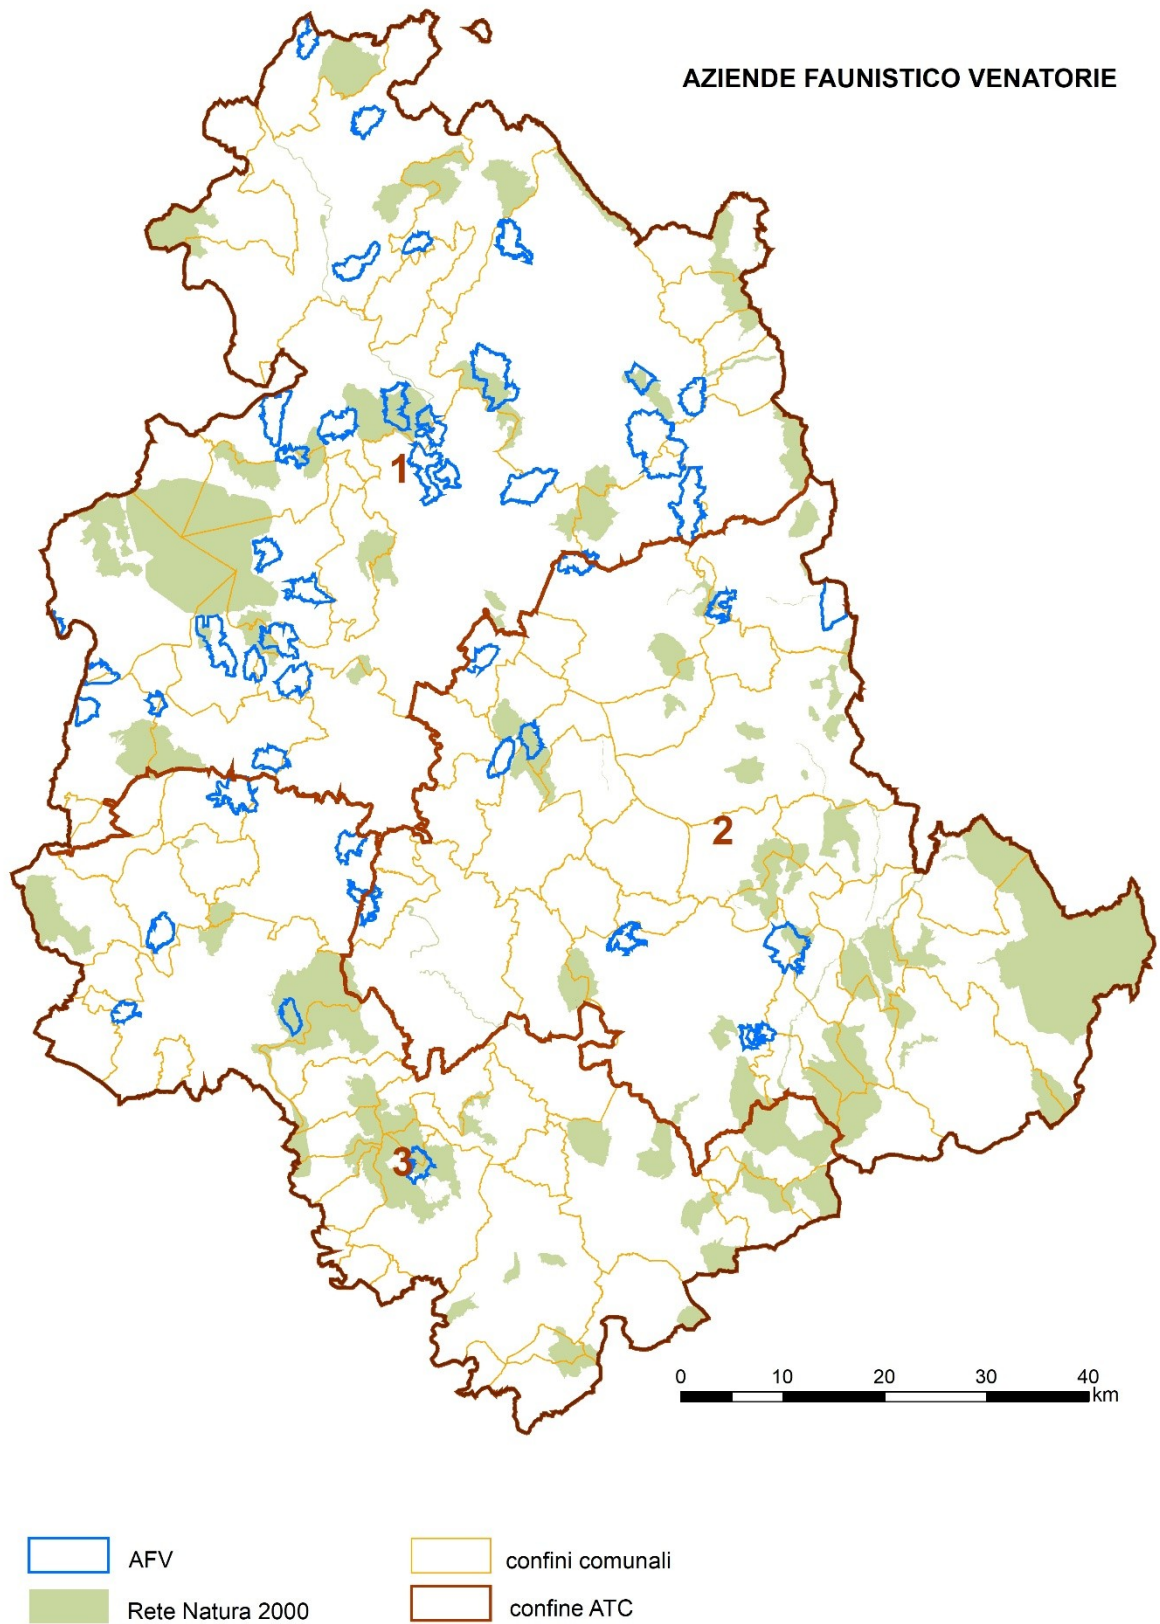 AZIENDE FAUNISTICO VENATORIE
1
2
3
0 10 20 30 40
km
AFV
confini comunali
Rete Natura 2000
confine ATC